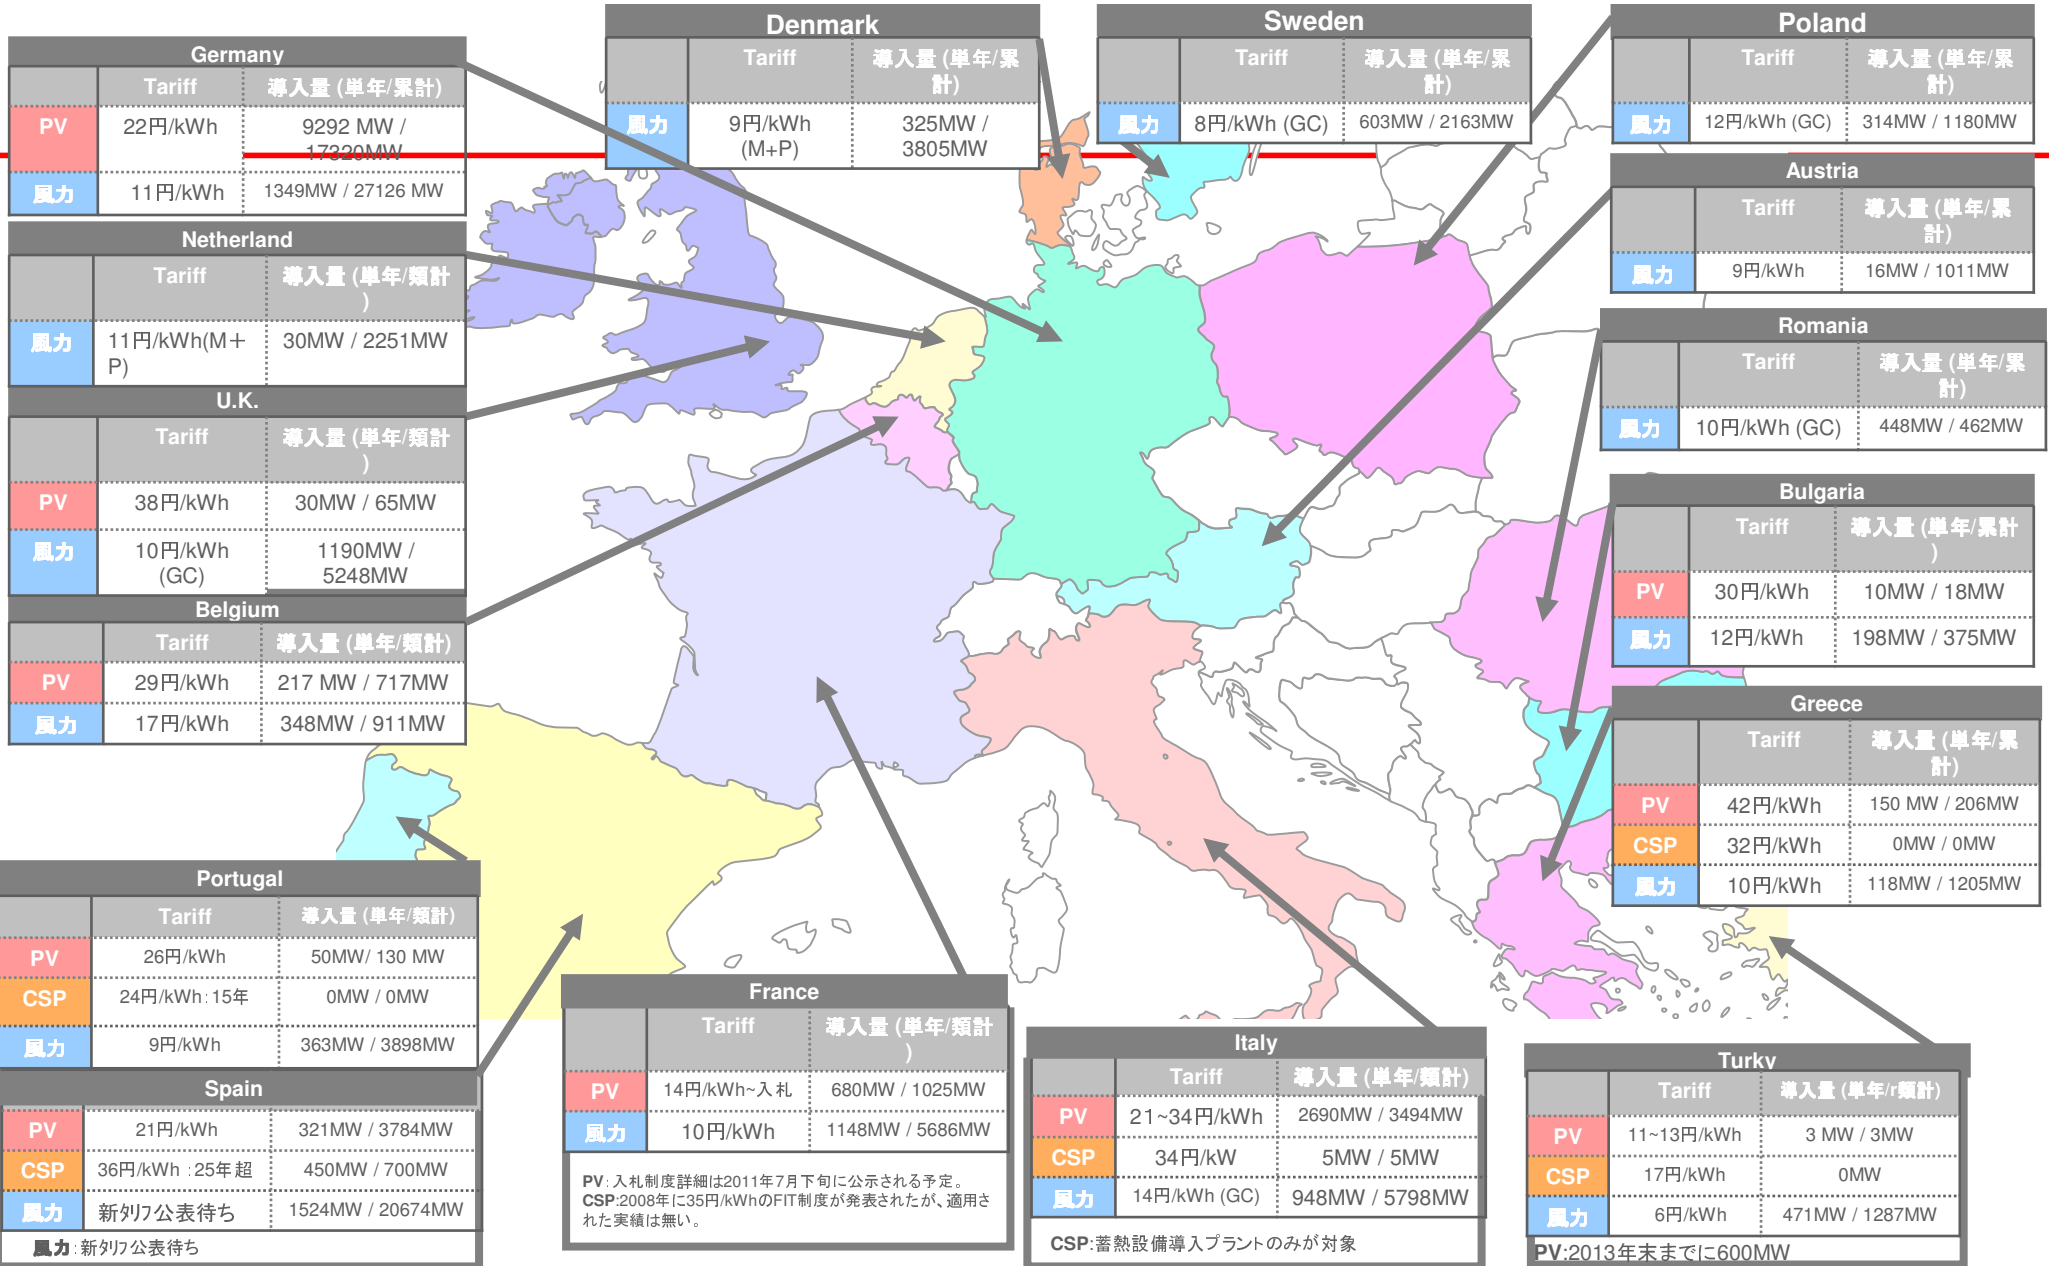 Germany
Tariff 導入量 (単年/累計)
PV 22円/kWh 9292 MW /
17320MW
風力 11円/kWh 1349MW / 27126 MW
Netherland
Tariff 導入量 (単年/類計
)
風力 11円/kWh(M＋
P) 30MW / 2251MW
U.K.
Tariff 導入量 (単年/類計
)
PV 38円/kWh 30MW / 65MW
風力 10円/kWh 1190MW /
(GC) 5248MW
Belgium
Tariff 導入量 (単年/類計)
PV 29円/kWh 217 MW / 717MW
風力 17円/kWh 348MW / 911MW
Portugal
Tariff 導入量 (単年/類計)
PV 26円/kWh 50MW/ 130 MW
CSP 24円/kWh：15年 0MW / 0MW
風力 9円/kWh 363MW / 3898MW
Spain
PV 21円/kWh 321MW / 3784MW
CSP 36円/kWh：25年超 450MW / 700MW
風力 新タリフ公表待ち 1524MW / 20674MW
風力：新タリフ公表待ち
Denmark
Tariff 導入量 (単年/累
計)
風力 9円/kWh 325MW /
(M+P) 3805MW
Sweden
Tariff 導入量 (単年/累
計)
風力 8円/kWh (GC) 603MW / 2163MW
Poland
Tariff 導入量 (単年/累
計)
風力 12円/kWh (GC) 314MW / 1180MW
Austria
Tariff 導入量 (単年/累
計)
風力 9円/kWh 16MW / 1011MW
Romania
Tariff 導入量 (単年/累
計)
風力 10円/kWh (GC) 448MW / 462MW
Bulgaria
Tariff 導入量 (単年/累計
)
PV 30円/kWh 10MW / 18MW
風力 12円/kWh 198MW / 375MW
Greece
Tariff 導入量 (単年/累
計)
PV 42円/kWh 150 MW / 206MW
CSP 32円/kWh 0MW / 0MW
風力 10円/kWh 118MW / 1205MW
France
Tariff 導入量 (単年/類計
)
PV 14円/kWh~入札 680MW / 1025MW
風力 10円/kWh 1148MW / 5686MW
PV：入札制度詳細は2011年7月下旬に公示される予定。
CSP:2008年に35円/kWhのFIT制度が発表されたが、適用さ
れた実績は無い。
Italy
Tariff 導入量 (単年/類計)
PV 21~34円/kWh 2690MW / 3494MW
CSP 34円/kW 5MW / 5MW
風力 14円/kWh (GC) 948MW / 5798MW
CSP:蓄熱設備導入プラントのみが対象
Turky
Tariff 導入量 (単年/r類計)
PV 11~13円/kWh 3 MW / 3MW
CSP 17円/kWh 0MW
風力 6円/kWh 471MW / 1287MW
PV:2013年末までに600MW